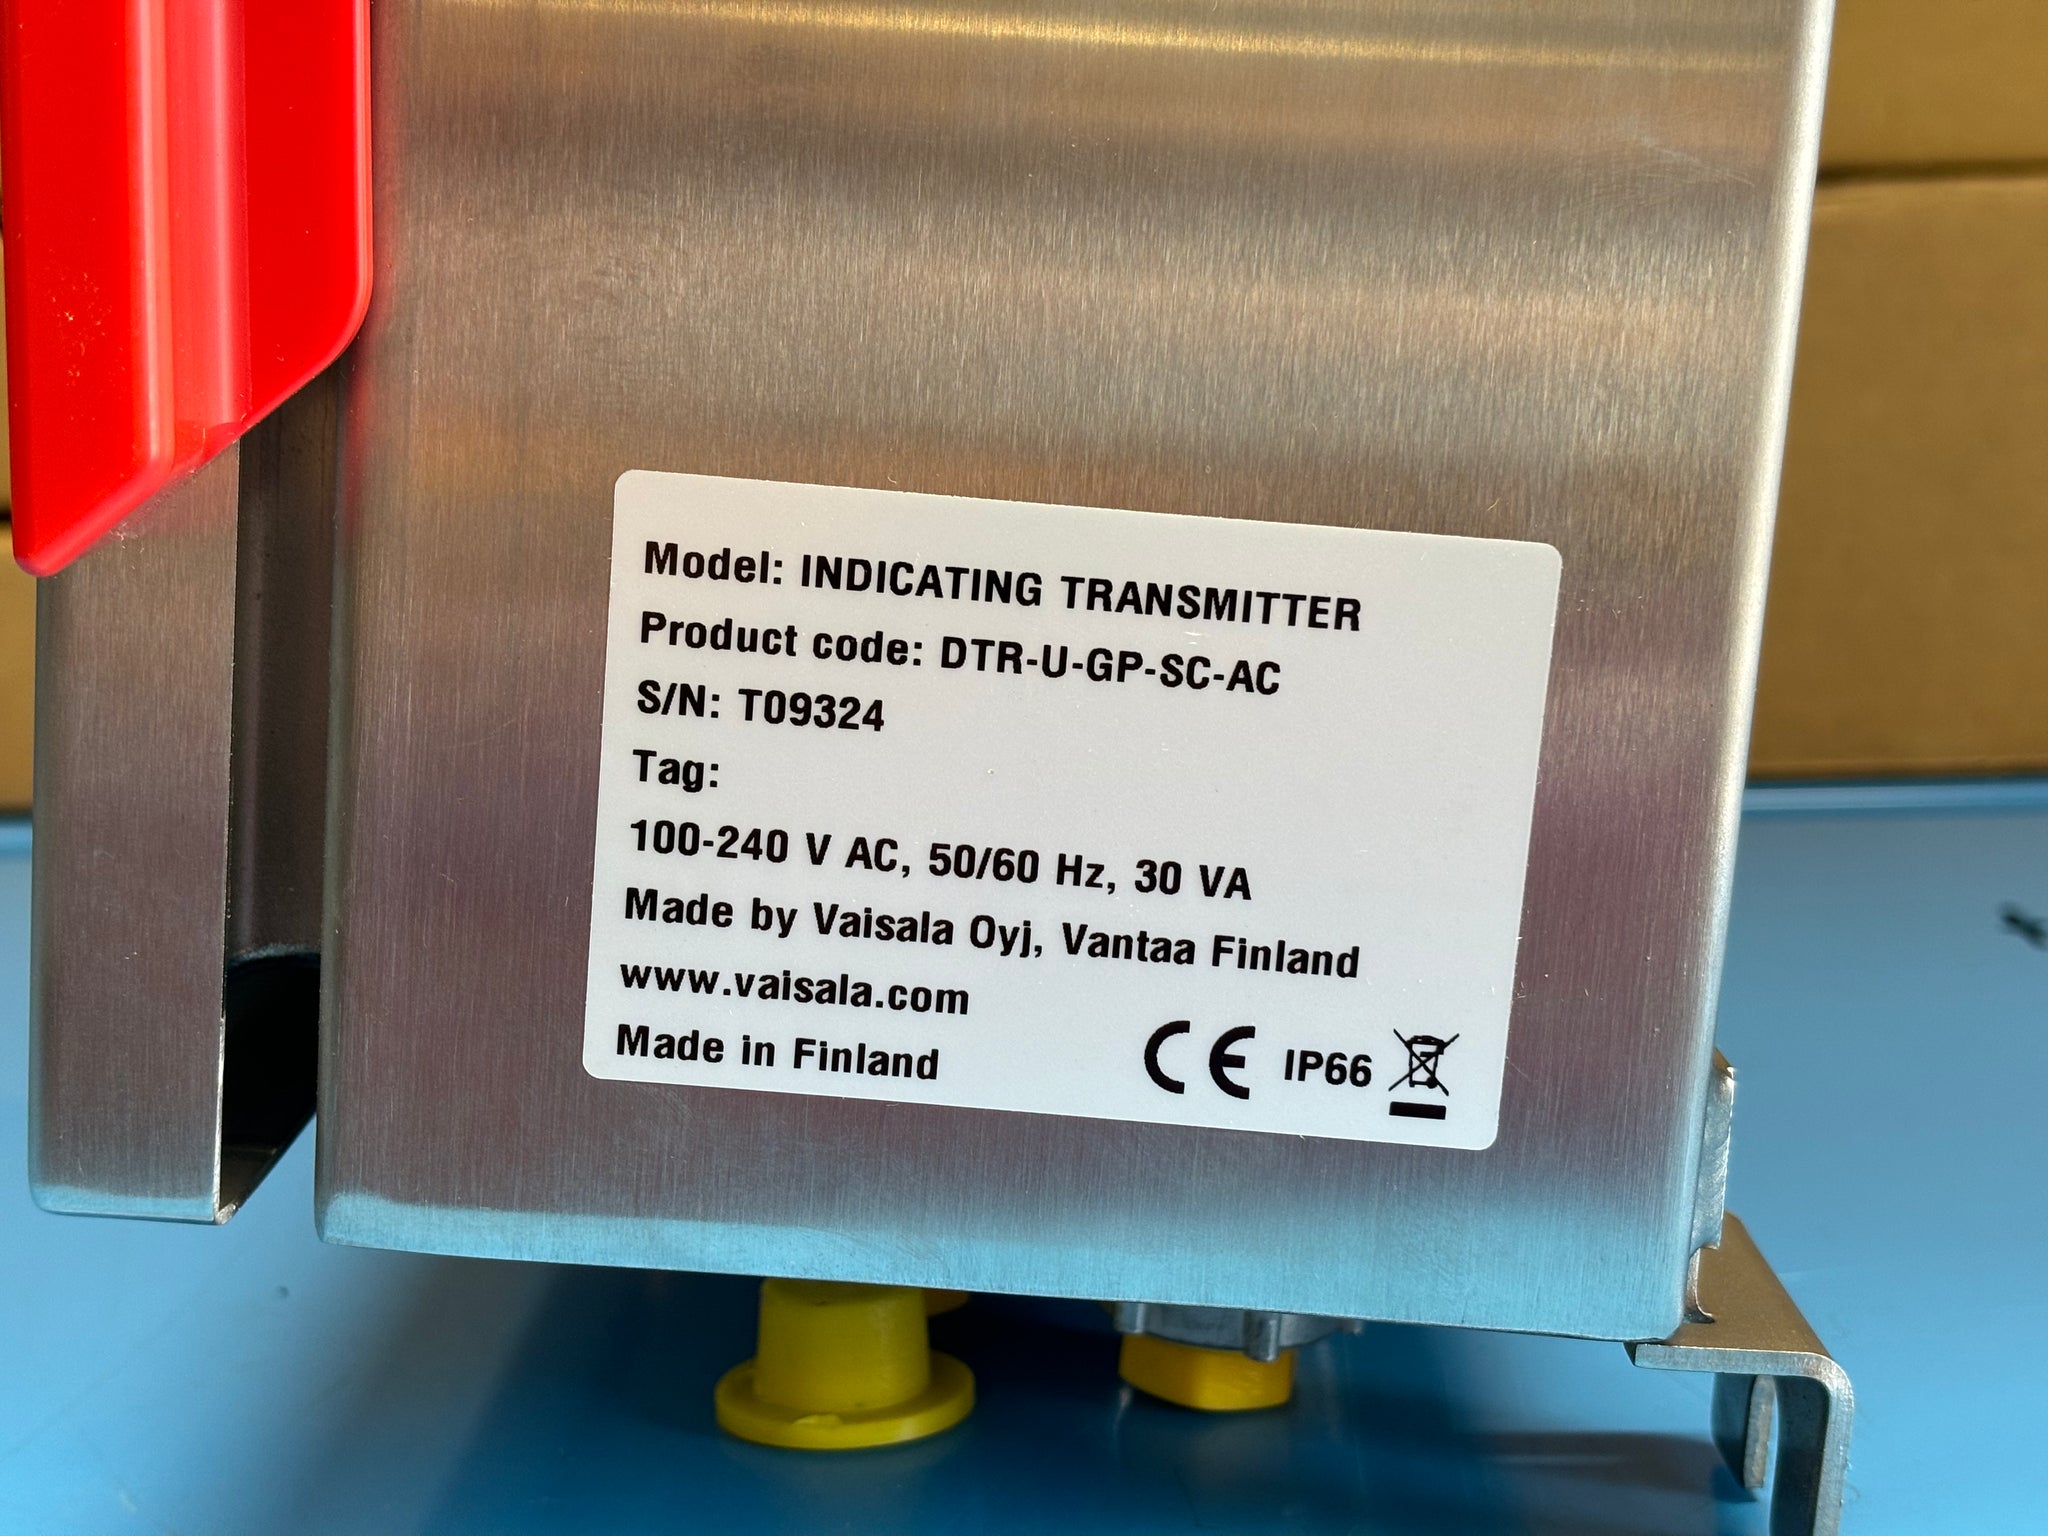 Model: INDICATING TRANSMITTER
Product code: DTR-U-GP-SC-AC
S/N: T09324
Tag:
100-240 V AC, 50/60 Hz, 30 VA
Made by Vaisala Oyj, Vantaa Finland
www.vaisala.com
Made in Finland
CE IP66